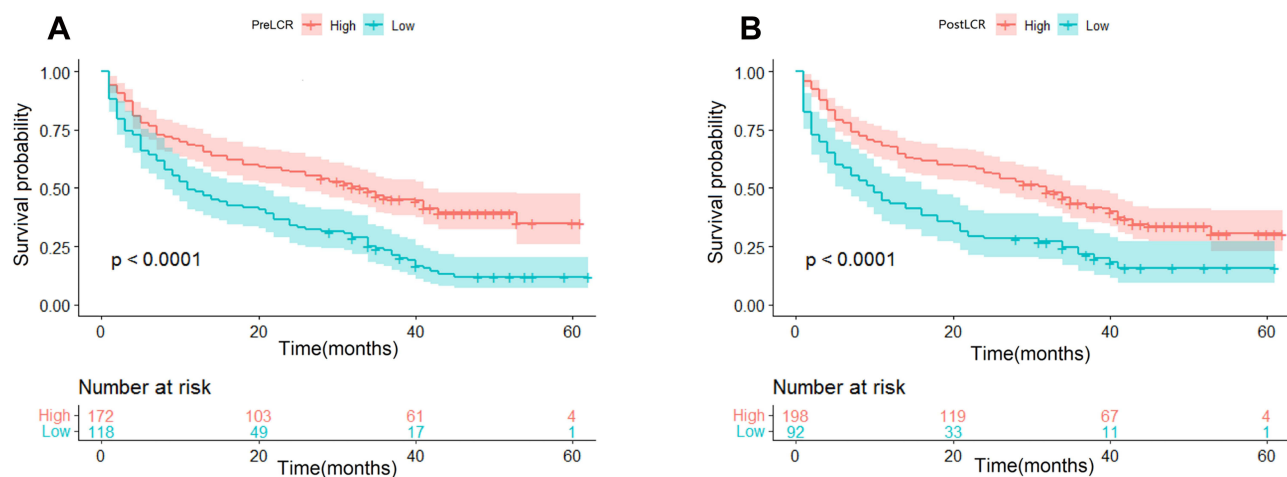 A
PreLCR High Low
1.00
0.75
0.50
0.25
0.00
Survival probability
p < 0.0001
0 20 40 60
Time(months)
Number at risk
High 172 103 61 4
Low 118 49 17 1
0 20 40 60
Time(months)
B
PostLCR High Low
1.00
0.75
0.50
0.25
0.00
Survival probability
p < 0.0001
0 20 40 60
Time(months)
Number at risk
High 198 119 67 4
Low 92 33 11 1
0 20 40 60
Time(months)